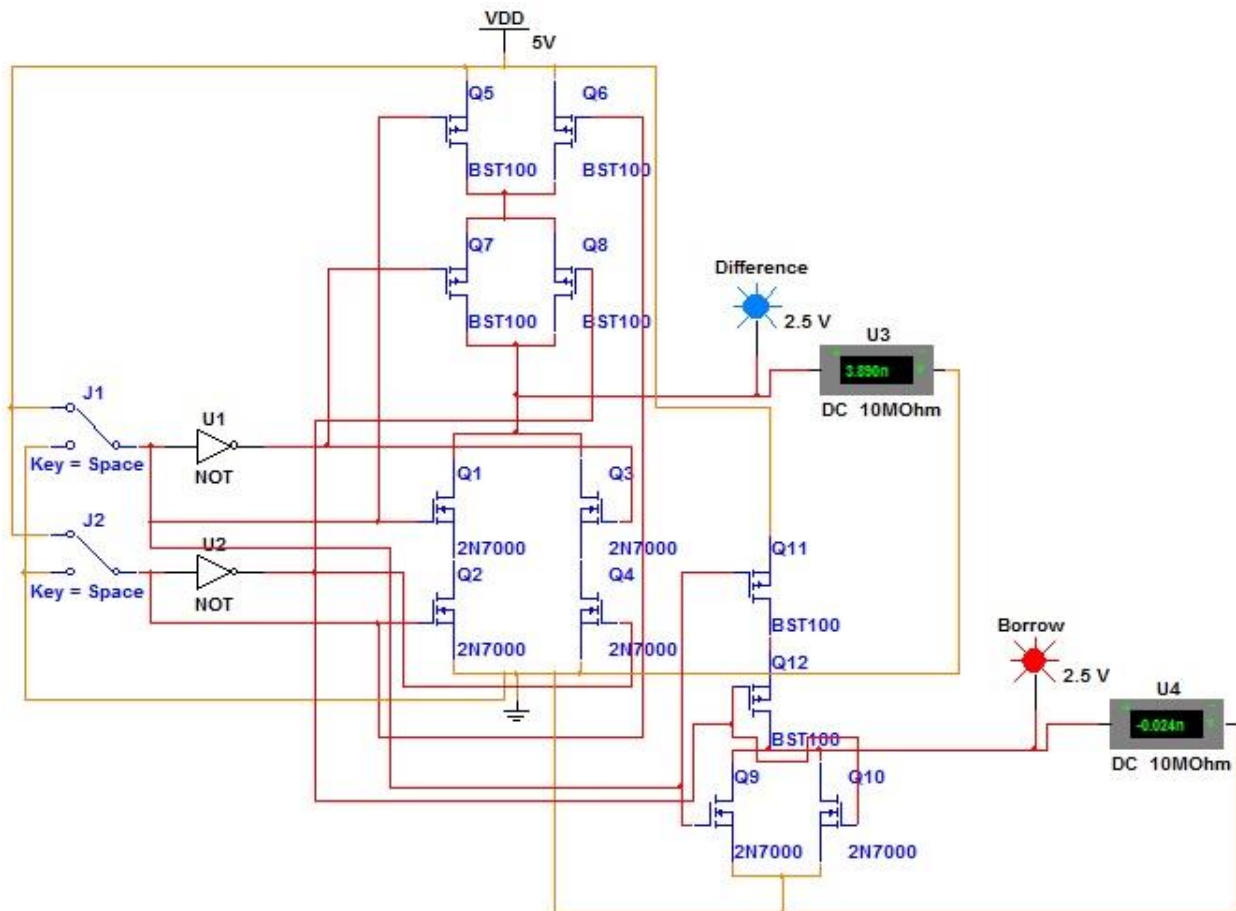 VDD
5V
Q5 Q6
BST100 BST100
Q7 Q8
BST100 BST100
Difference
2.5 V
U3
3.890n
DC 10MOhm
J1
U1
Key = Space
NOT
Q1 Q3
2N7000 2N7000
J2
U2
Key = Space
NOT
Q2 Q4
2N7000 2N7000
Q11
BST100
Q12
BST100
Borrow
2.5 V
U4
-0.024n
DC 10MOhm
Q9 Q10
2N7000 2N7000